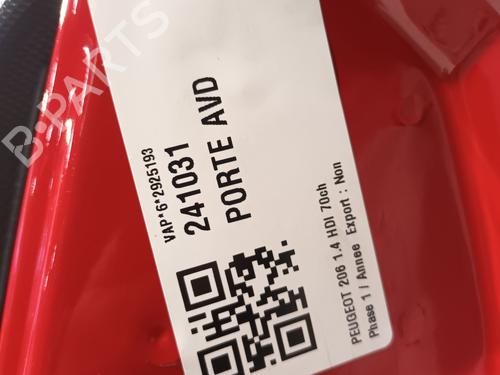 B-PARTS
VAP*6*2925193
241031
PORTE AVD
PEUGEOT 206 1.4 HDI 70ch
Phase 1 / Annee Export : Non